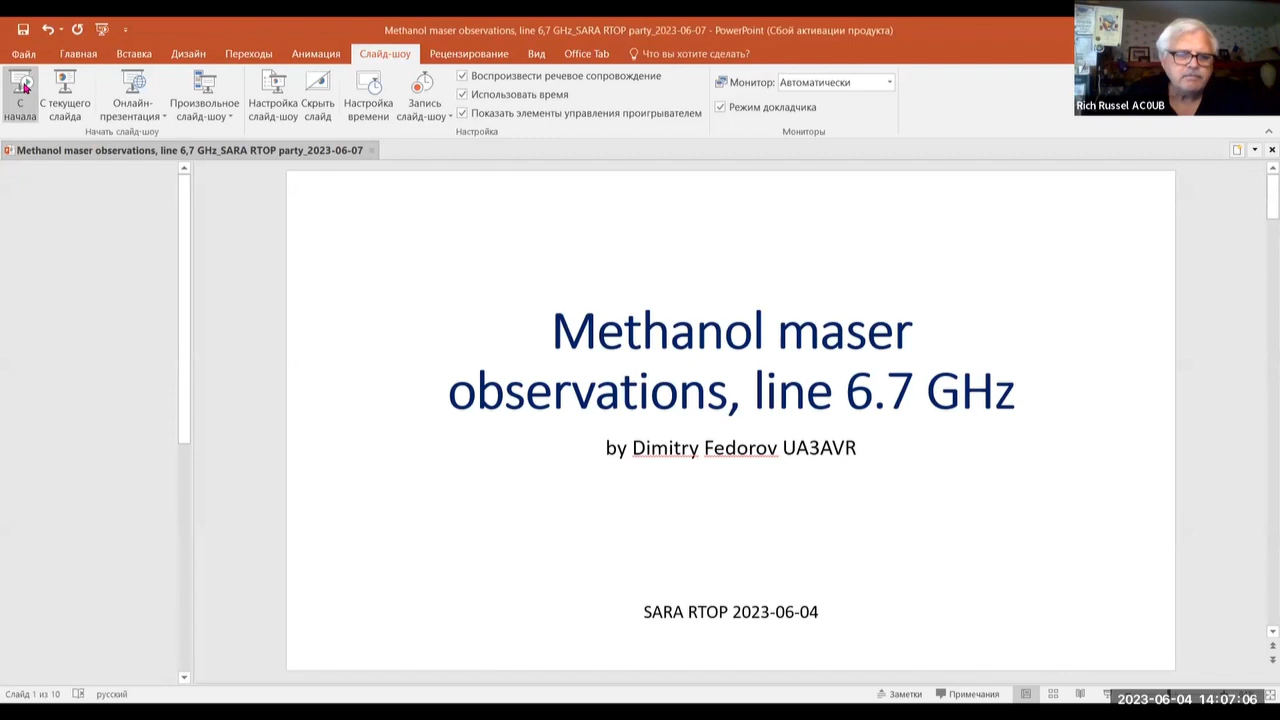 Methanol maser observations, line 6,7 GHz_SARA RTOP party_2023-06-07 - PowerPoint (Сбой активации продукта)
Файл Главная Вставка Дизайн Переходы Анимация Слайд-шоу Рецензирование Вид Office Tab Что вы хотите сделать?
С начала
С текущего слайда
Онлайн-презентация
Произвольное слайд-шоу
Начать слайд-шоу
Настройка слайд-шоу
Скрыть слайд
Настройка времени
Запись слайд-шоу
Воспроизвести речевое сопровождение
Использовать время
Показать элементы управления проигрывателем
Настройка
Монитор: Автоматически
Режим докладчика
Мониторы
Rich Russel AC0UB
Methanol maser observations, line 6,7 GHz_SARA RTOP party_2023-06-07
Methanol maser
observations, line 6.7 GHz
by Dimitry Fedorov UA3AVR
SARA RTOP 2023-06-04
Слайд 1 из 10 русский Заметки Примечания
2023-06-04 14:07:06